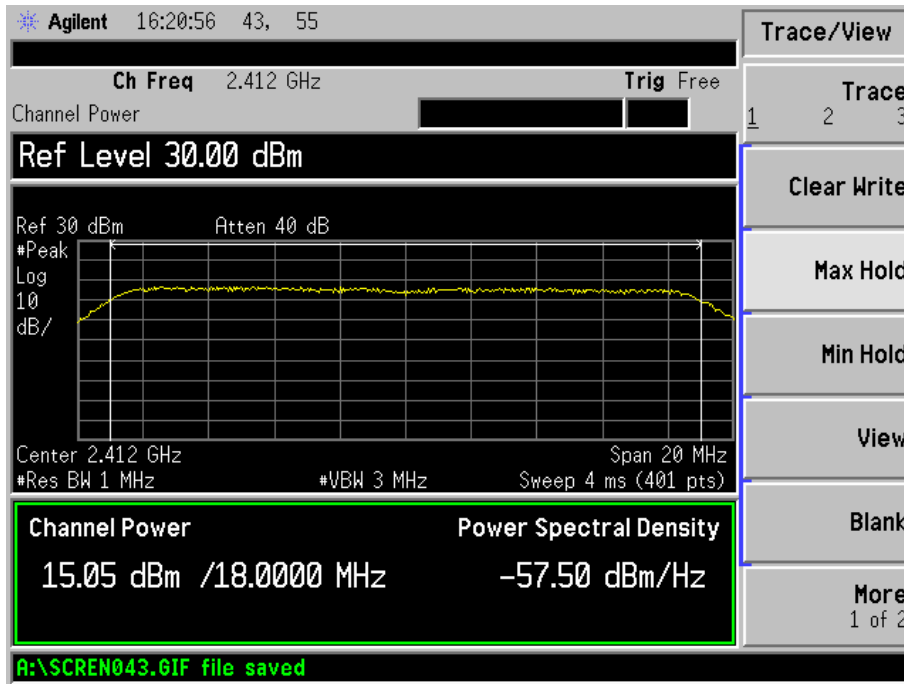 Agilent 16:20:56 43, 55
Trace/View
Ch Freq 2.412 GHz Trig Free
Channel Power
Ref Level 30.00 dBm
Ref 30 dBm Atten 40 dB
#Peak
Log
10
dB/
Center 2.412 GHz Span 20 MHz
#Res BW 1 MHz #VBW 3 MHz Sweep 4 ms (401 pts)
Channel Power Power Spectral Density
15.05 dBm /18.0000 MHz -57.50 dBm/Hz
A:\SCREN043.GIF file saved
Trace
1 2 3
Clear Write
Max Hold
Min Hold
View
Blank
More
1 of 2